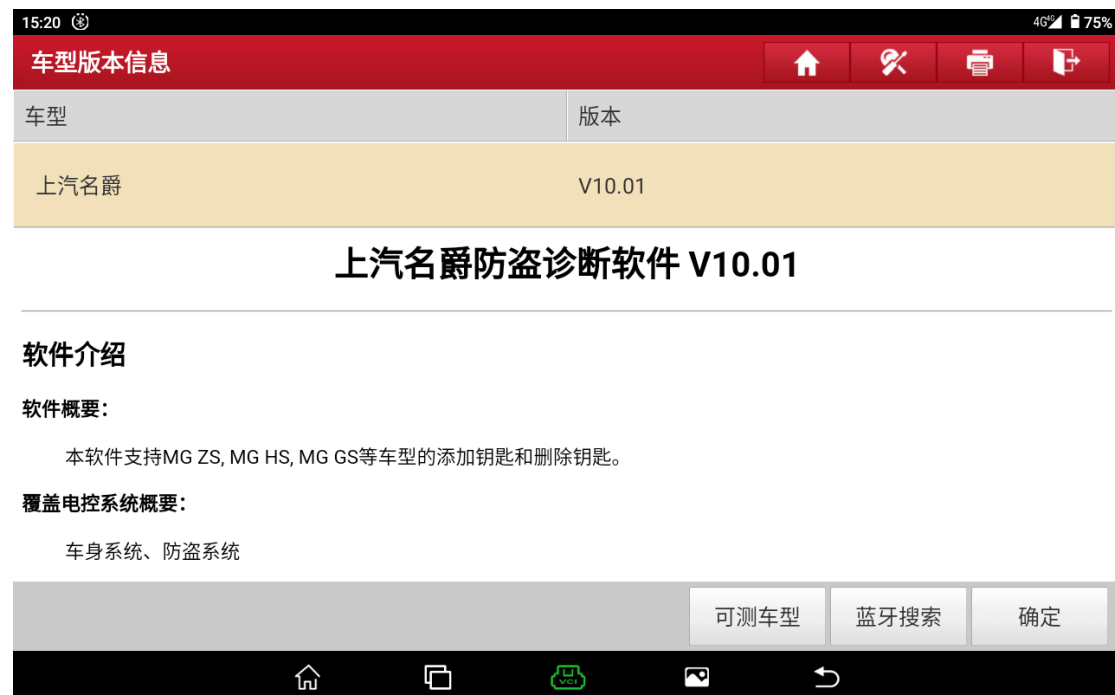 15:20 4G 4G 75%
车型版本信息
车型 版本
上汽名爵 V10.01
上汽名爵防盗诊断软件 V10.01
软件介绍
软件概要：
本软件支持MG ZS, MG HS, MG GS等车型的添加钥匙和删除钥匙。
覆盖电控系统概要：
车身系统、防盗系统
可测车型 蓝牙搜索 确定
VCI